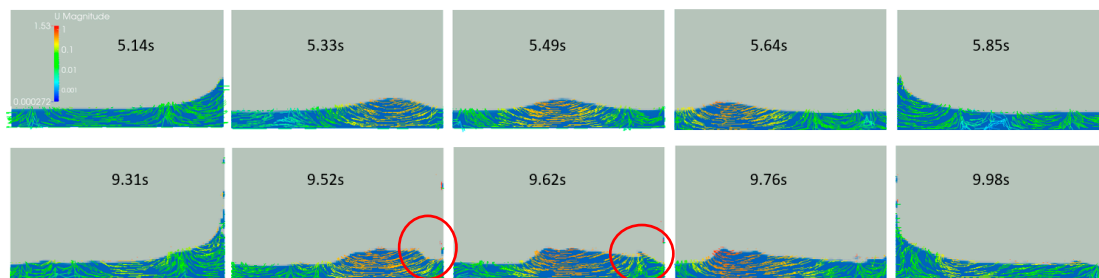 U Magnitude
1.53
1
0.1
0.01
0.001
0.000272
5.14s
5.33s
5.49s
5.64s
5.85s
9.31s
9.52s
9.62s
9.76s
9.98s